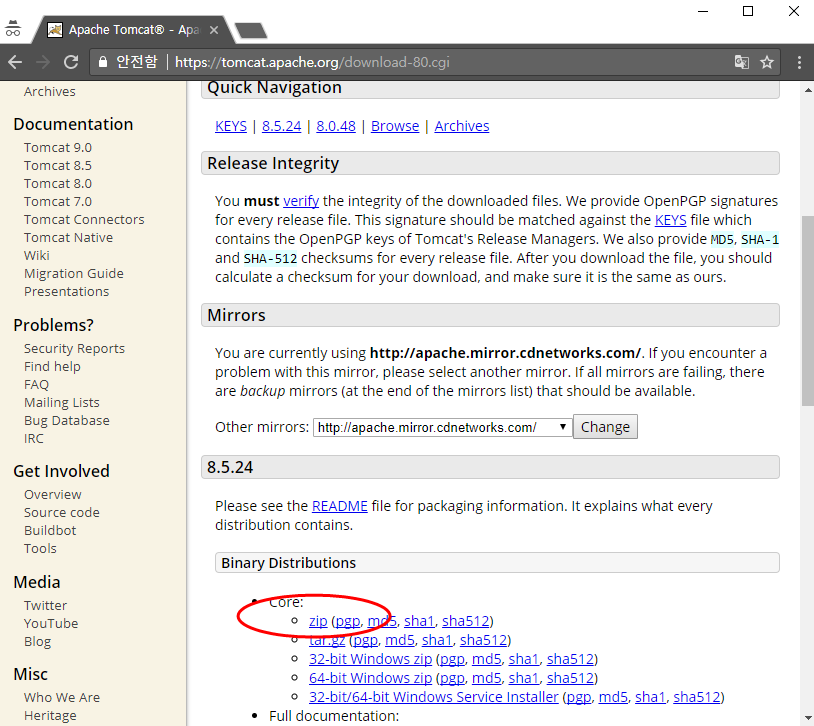 Apache Tomcat® - Apa
안전함 | https://tomcat.apache.org/download-80.cgi
Archives
Documentation
Tomcat 9.0
Tomcat 8.5
Tomcat 8.0
Tomcat 7.0
Tomcat Connectors
Tomcat Native
Wiki
Migration Guide
Presentations
Problems?
Security Reports
Find help
FAQ
Mailing Lists
Bug Database
IRC
Get Involved
Overview
Source code
Buildbot
Tools
Media
Twitter
YouTube
Blog
Misc
Who We Are
Heritage
Quick Navigation
KEYS | 8.5.24 | 8.0.48 | Browse | Archives
Release Integrity
You must verify the integrity of the downloaded files. We provide OpenPGP signatures
for every release file. This signature should be matched against the KEYS file which
contains the OpenPGP keys of Tomcat's Release Managers. We also provide MD5, SHA-1
and SHA-512 checksums for every release file. After you download the file, you should
calculate a checksum for your download, and make sure it is the same as ours.
Mirrors
You are currently using http://apache.mirror.cdnetworks.com/. If you encounter a
problem with this mirror, please select another mirror. If all mirrors are failing, there
are backup mirrors (at the end of the mirrors list) that should be available.
Other mirrors: http://apache.mirror.cdnetworks.com/ Change
8.5.24
Please see the README file for packaging information. It explains what every
distribution contains.
Binary Distributions
Core:
zip (pgp, md5, sha1, sha512)
tar.gz (pgp, md5, sha1, sha512)
32-bit Windows zip (pgp, md5, sha1, sha512)
64-bit Windows zip (pgp, md5, sha1, sha512)
32-bit/64-bit Windows Service Installer (pgp, md5, sha1, sha512)
Full documentation: